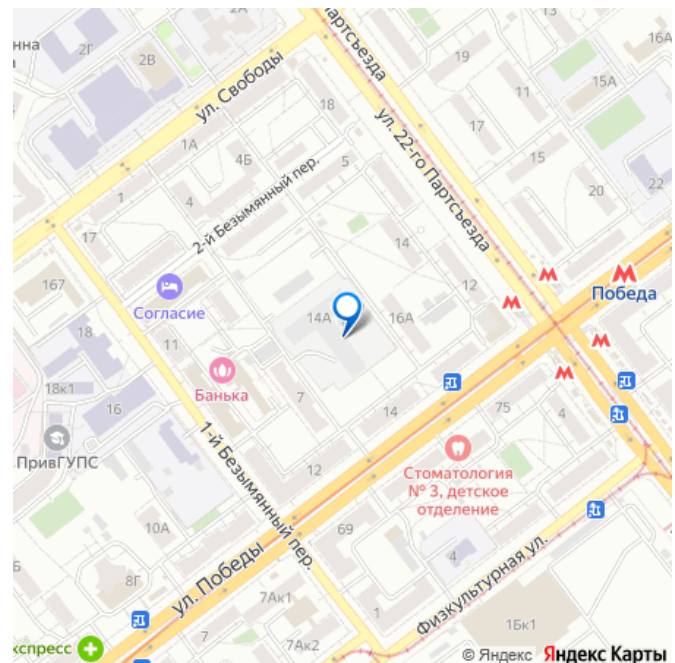 анна
2Г
2В
2А
Партсъезда
19
16А
15А
ул. Свободы
18
17
1А
4Б
5
ул. 22-го Партсъезда
15
1
4
2-й Безымянный пер.
20
22
17
14
167
Согласие
12
Победа
18
11
14А
16А
18к1
Банька
16
7
14
75
4
ПривГУПС
1-й Безымянный пер.
12
Стоматология
№ 3, детское
отделение
10А
69
4
Физкультурная ул.
Б
8Г
ул. Победы
7Ак1
1
1Бк1
кспресс
7
7Ак2
© Яндекс Яндекс Карты